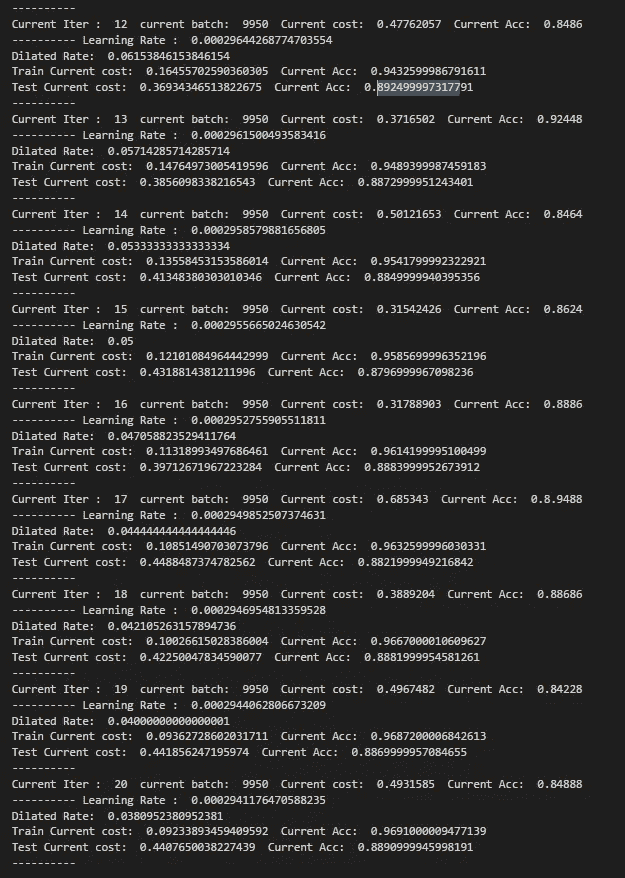 ----------
Current Iter :  12  current batch:  9950  Current cost:  0.47762057  Current Acc:  0.8486
---------- Learning Rate :  0.00029644268774703554
Dilated Rate:  0.06153846153846154
Train Current cost:  0.16455702590360305  Current Acc:  0.9432599986791611
Test Current cost:  0.36934346513822675  Current Acc:  0.8924999973177​91
----------
Current Iter :  13  current batch:  9950  Current cost:  0.3716502  Current Acc:  0.92448
---------- Learning Rate :  0.0002961500493583416
Dilated Rate:  0.05714285714285714
Train Current cost:  0.14764973005419596  Current Acc:  0.9489399987459183
Test Current cost:  0.3856098338216543  Current Acc:  0.8872999951243401
----------
Current Iter :  14  current batch:  9950  Current cost:  0.50121653  Current Acc:  0.8464
---------- Learning Rate :  0.0002958579881656805
Dilated Rate:  0.05333333333333334
Train Current cost:  0.13558453153586014  Current Acc:  0.9541799992322921
Test Current cost:  0.41348380303010346  Current Acc:  0.8849999940395356
----------
Current Iter :  15  current batch:  9950  Current cost:  0.31542426  Current Acc:  0.8624
---------- Learning Rate :  0.0002955665024630542
Dilated Rate:  0.05
Train Current cost:  0.12101084964442999  Current Acc:  0.9585699996352196
Test Current cost:  0.4318814381211996  Current Acc:  0.8796999967098236
----------
Current Iter :  16  current batch:  9950  Current cost:  0.31788903  Current Acc:  0.8886
---------- Learning Rate :  0.0002952755905511811
Dilated Rate:  0.047058823529411764
Train Current cost:  0.11318993497686461  Current Acc:  0.9614199995100499
Test Current cost:  0.39712671967223284  Current Acc:  0.8883999952673912
----------
Current Iter :  17  current batch:  9950  Current cost:  0.685343  Current Acc:  0.8.9488
---------- Learning Rate :  0.0002949852507374631
Dilated Rate:  0.044444444444444446
Train Current cost:  0.10851490703073796  Current Acc:  0.9632599996030331
Test Current cost:  0.4488487374782562  Current Acc:  0.8821999949216842
----------
Current Iter :  18  current batch:  9950  Current cost:  0.3889204  Current Acc:  0.88686
---------- Learning Rate :  0.0002946954813359528
Dilated Rate:  0.042105263157894736
Train Current cost:  0.10026615028386004  Current Acc:  0.9667000010609627
Test Current cost:  0.42250047834590077  Current Acc:  0.8881999954581261
----------
Current Iter :  19  current batch:  9950  Current cost:  0.4967482  Current Acc:  0.84228
---------- Learning Rate :  0.0002944062806673209
Dilated Rate:  0.04000000000000001
Train Current cost:  0.09362728602031711  Current Acc:  0.9687200006842613
Test Current cost:  0.441856247195974  Current Acc:  0.8869999957084655
----------
Current Iter :  20  current batch:  9950  Current cost:  0.4931585  Current Acc:  0.84888
---------- Learning Rate :  0.0002941176470588235
Dilated Rate:  0.0380952380952381
Train Current cost:  0.09233893459409592  Current Acc:  0.9691000009477139
Test Current cost:  0.4407650038227439  Current Acc:  0.8890999945998191
----------